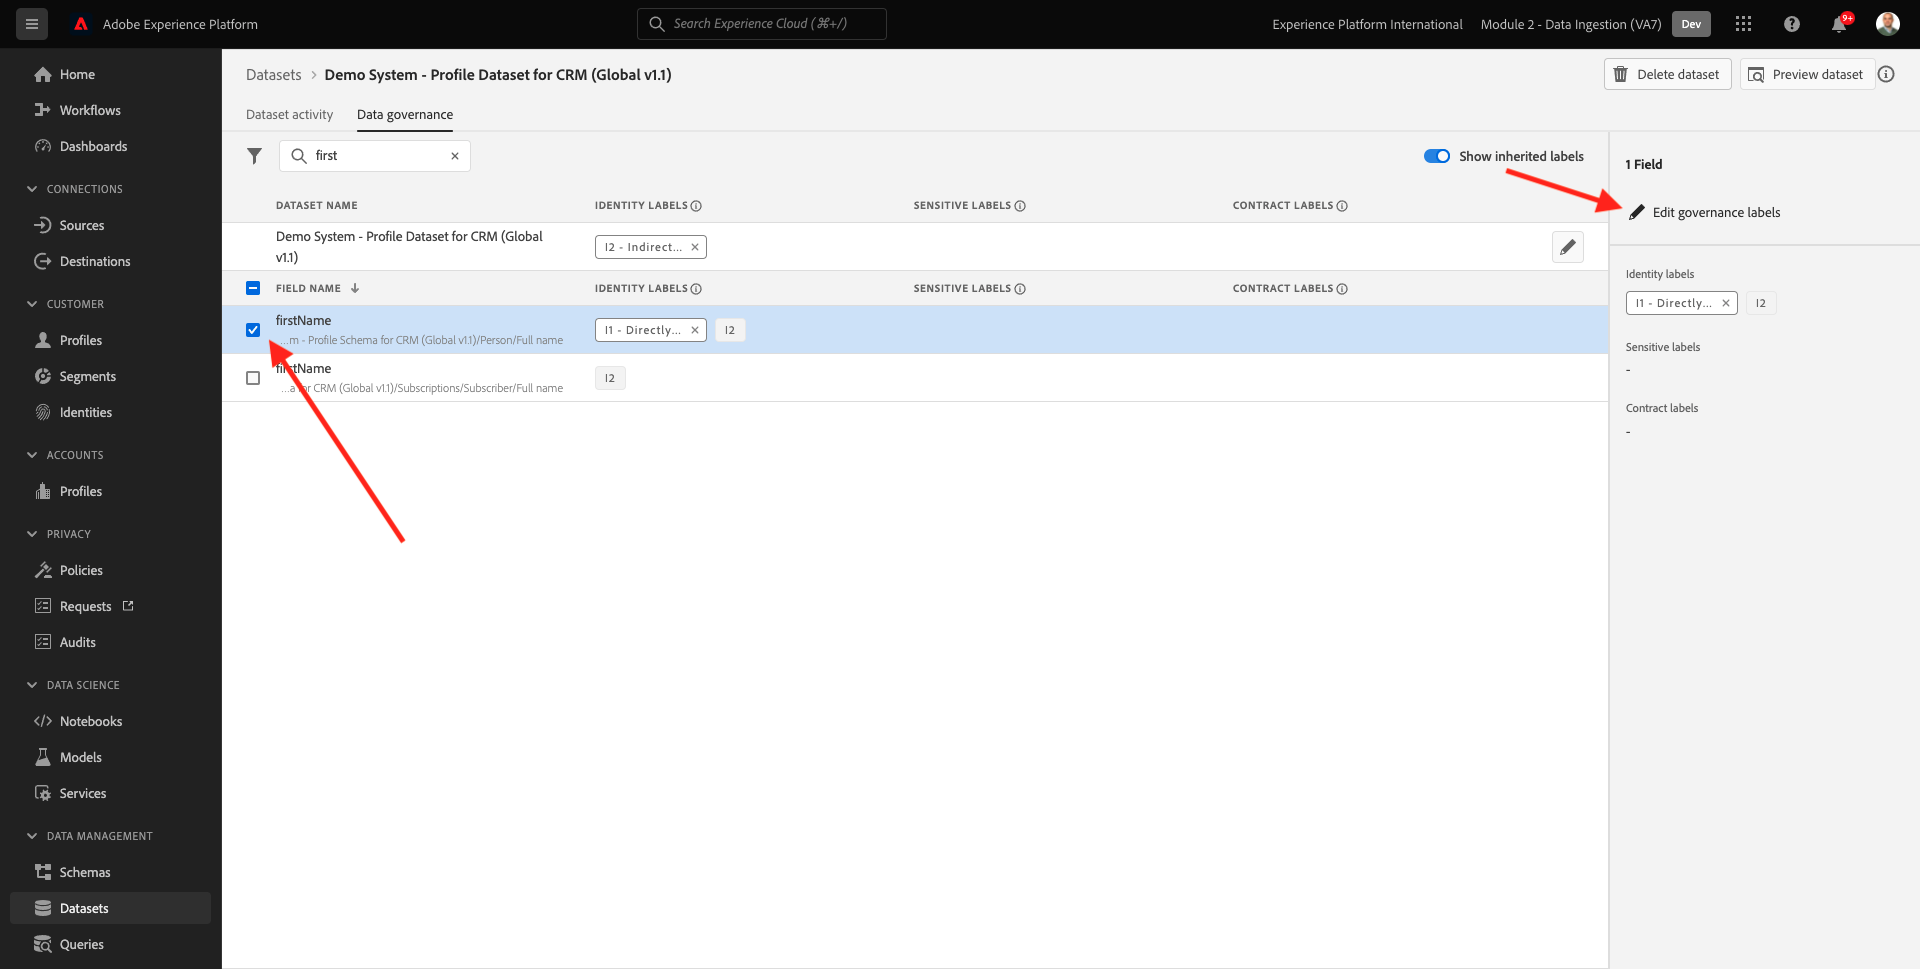 Adobe Experience Platform
Search Experience Cloud (⌘+/)
Experience Platform International
Module 2 - Data Ingestion (VA7)
Dev
9+
Home
Workflows
Dashboards
CONNECTIONS
Sources
Destinations
CUSTOMER
Profiles
Segments
Identities
ACCOUNTS
Profiles
PRIVACY
Policies
Requests
Audits
DATA SCIENCE
Notebooks
Models
Services
DATA MANAGEMENT
Schemas
Datasets
Queries
Datasets > Demo System - Profile Dataset for CRM (Global v1.1)
Delete dataset
Preview dataset
Dataset activity
Data governance
first
Show inherited labels
DATASET NAME
IDENTITY LABELS
SENSITIVE LABELS
CONTRACT LABELS
Demo System - Profile Dataset for CRM (Global
v1.1)
I2 - Indirect...
FIELD NAME
IDENTITY LABELS
SENSITIVE LABELS
CONTRACT LABELS
firstName
...m - Profile Schema for CRM (Global v1.1)/Person/Full name
I1 - Directly...
I2
firstName
...a for CRM (Global v1.1)/Subscriptions/Subscriber/Full name
I2
1 Field
Edit governance labels
Identity labels
I1 - Directly...
I2
Sensitive labels
-
Contract labels
-